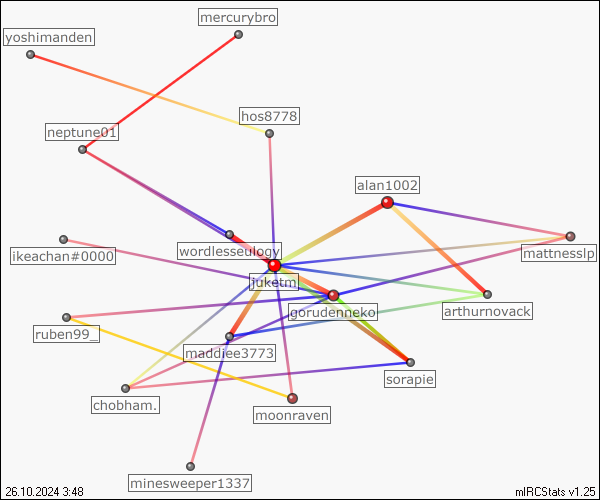 mercurybro
yoshimanden
hos8778
neptune01
alan1002
wordlesseulogy
mattnesslp
ikeachan#0000
juketml
gorudenneko
arthurnovack
ruben99_
maddiee3773
sorapie
chobham.
moonraven
minesweeper1337
26.10.2024 3:48
mIRCStats v1.25